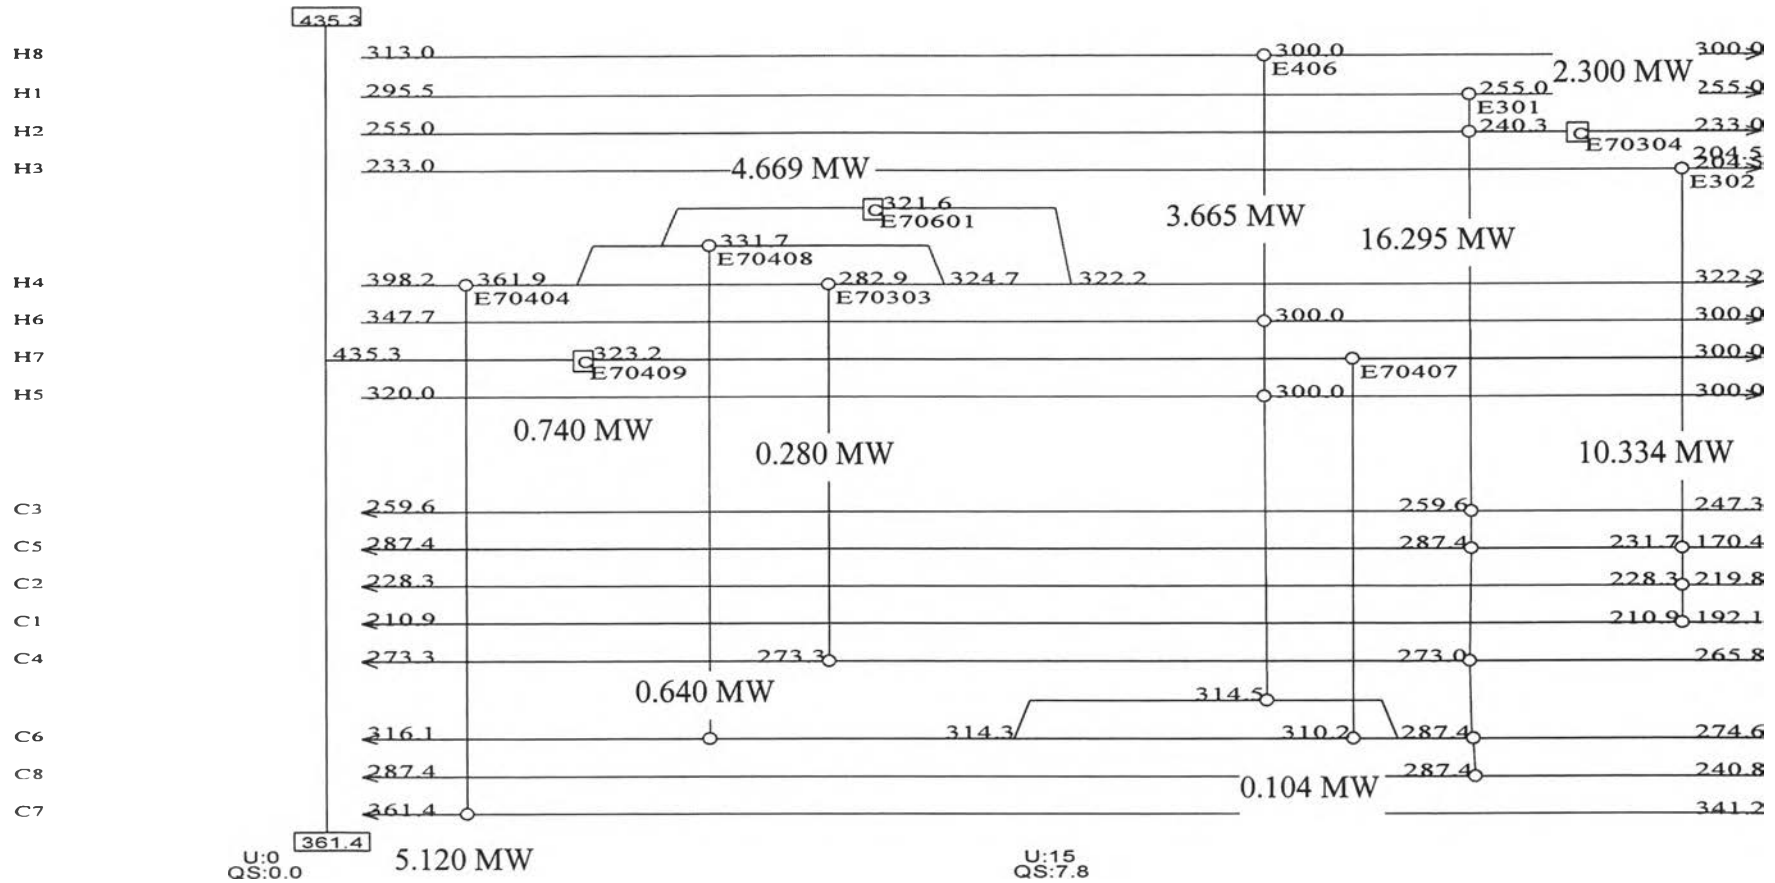 435.3
H8 313.0 300.0 300.0
E406 2.300 MW
H1 295.5 255.0 255.0
E301
H2 255.0 240.3 C 233.0
E70304
204.5
H3 233.0 4.669 MW 204.5
E302
C 321.6
E70601
3.665 MW
16.295 MW
331.7
E70408
H4 398.2 361.9 282.9 324.7 322.2 322.2
E70404 E70303
H6 347.7 300.0 300.0
H7 435.3 C 323.2 300.0
E70409 E70407
H5 320.0 300.0 300.0
0.740 MW
0.280 MW 10.334 MW
C3 259.6 259.6 247.3
C5 287.4 287.4 231.7 170.4
C2 228.3 228.3 219.8
C1 210.9 210.9 192.1
C4 273.3 273.3 273.0 265.8
0.640 MW 314.5
C6 316.1 314.3 310.2 287.4 274.6
C8 287.4 287.4 240.8
0.104 MW
C7 361.4 341.2
361.4
U:0 5.120 MW U:15
QS:0.0 QS:7.8